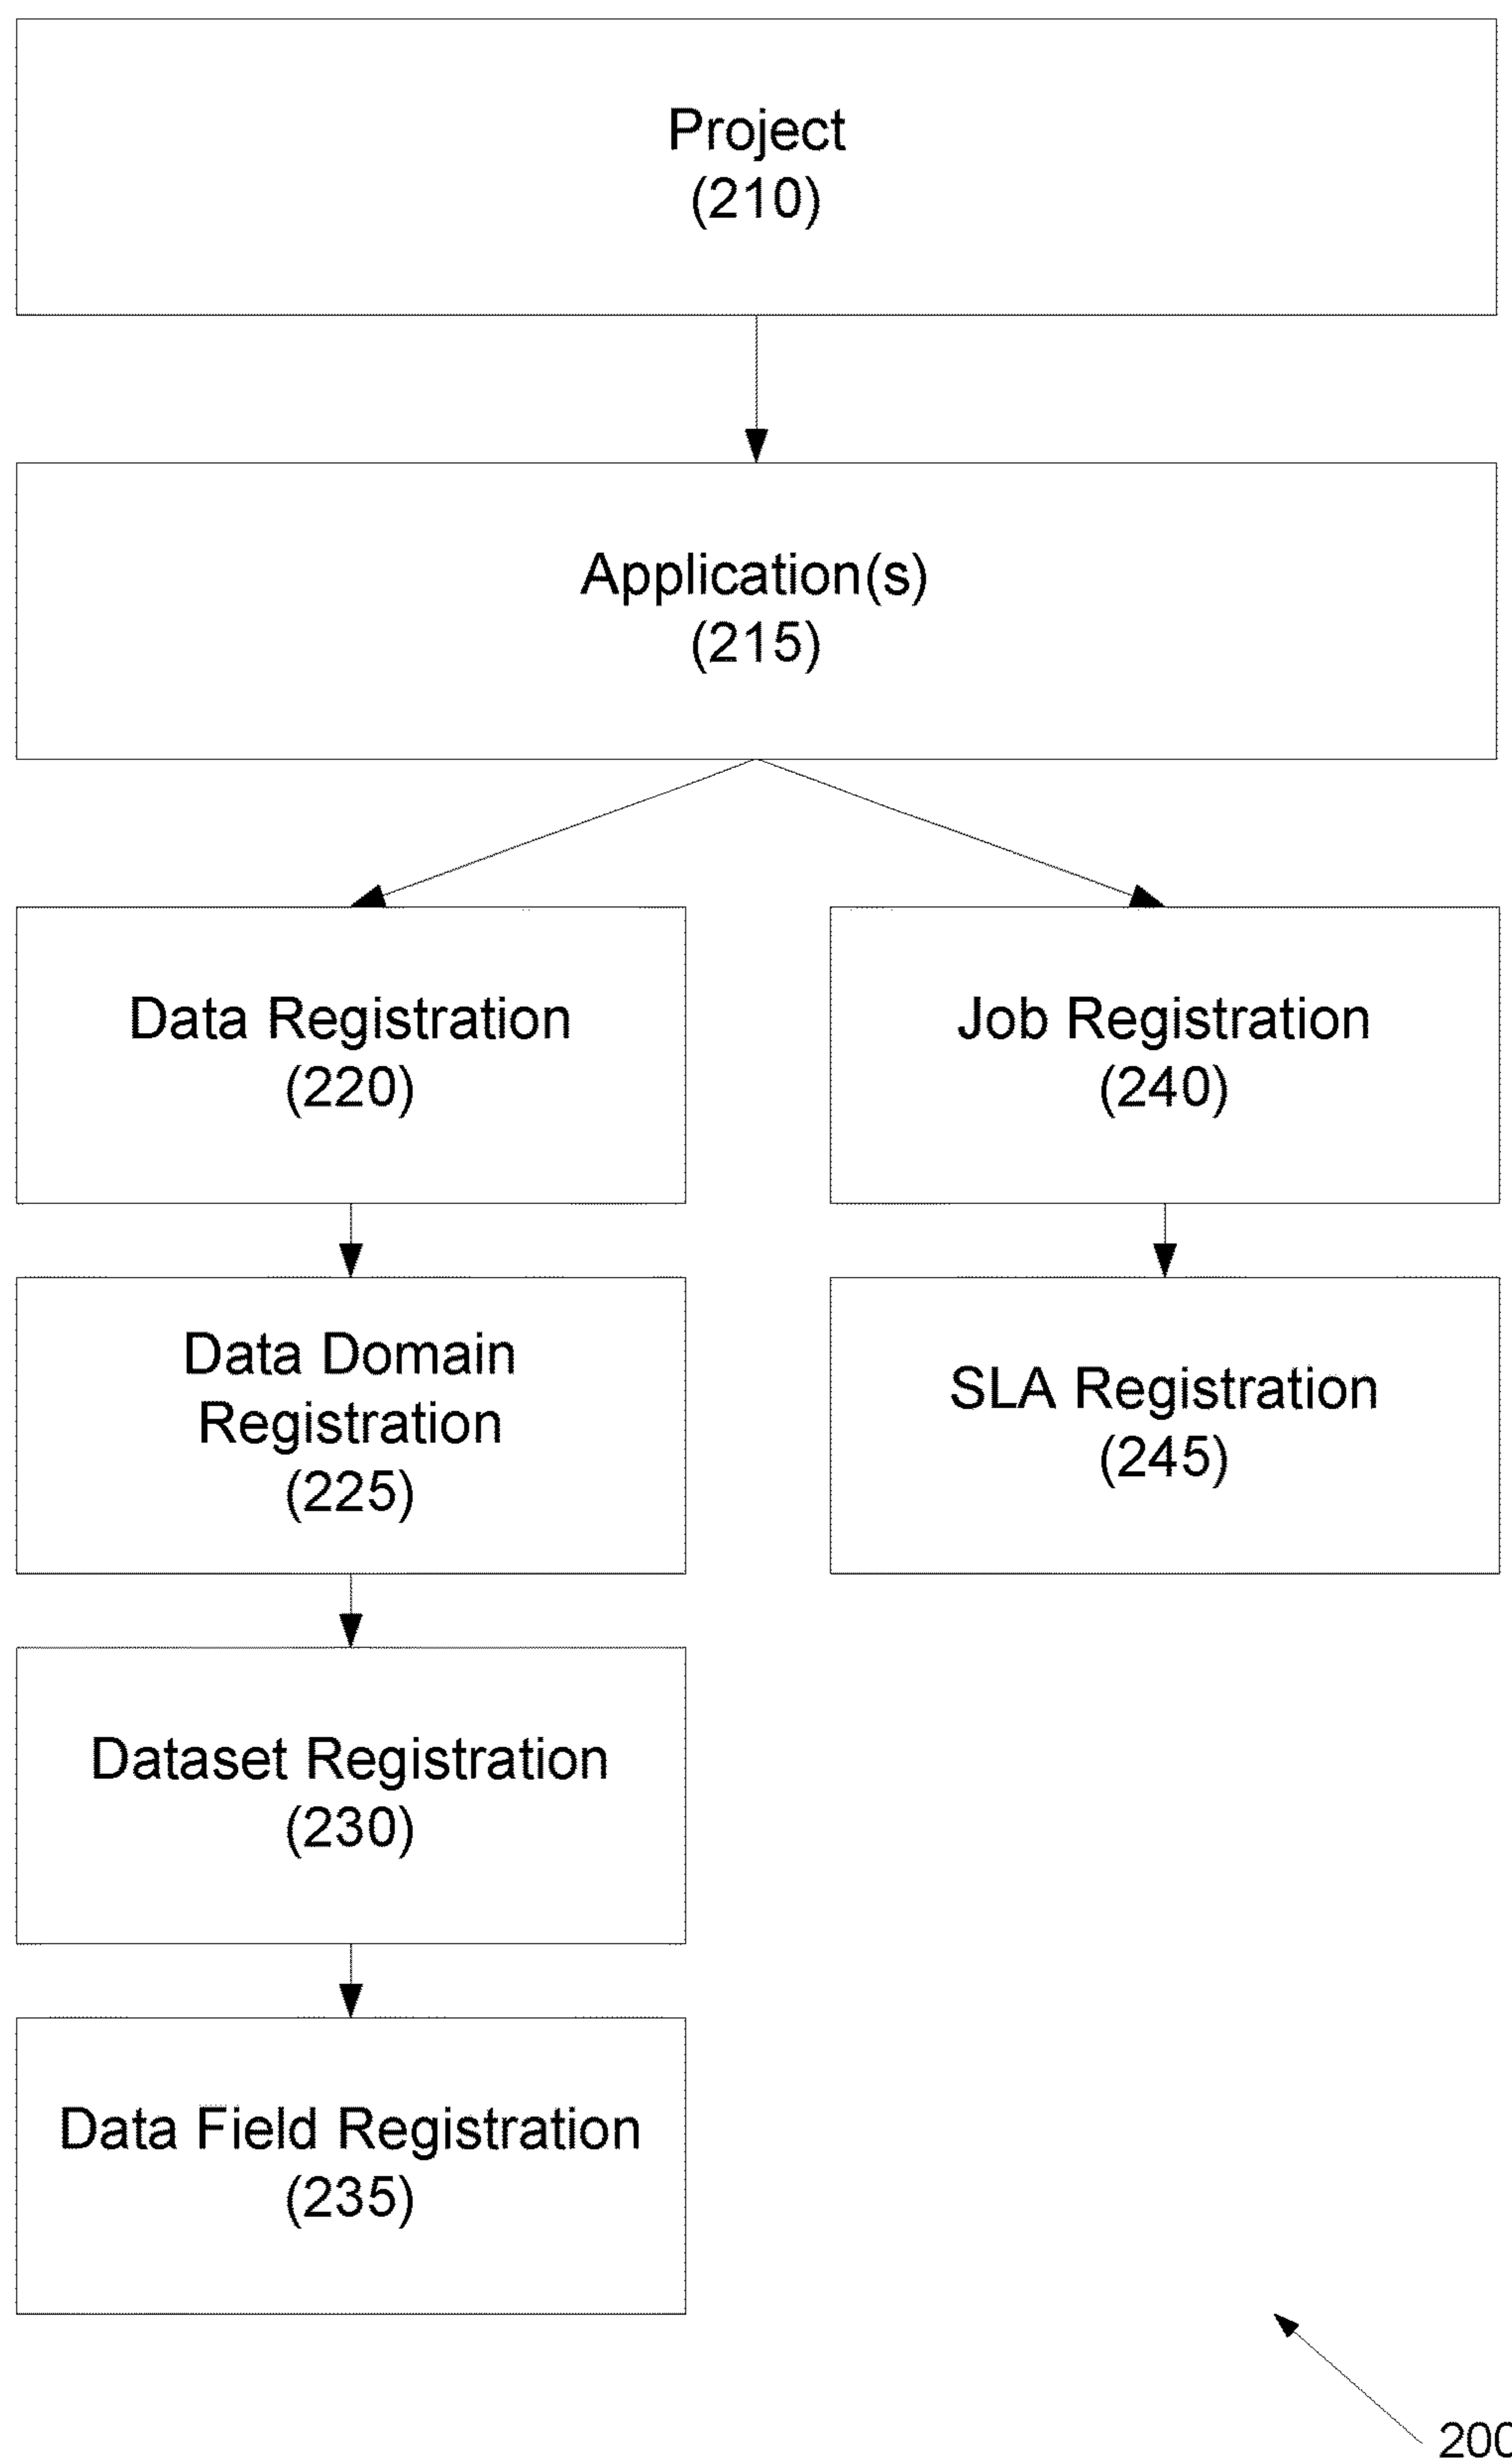 Project
(210)
Application(s)
(215)
Data Registration
(220)
Job Registration
(240)
Data Domain
Registration
(225)
SLA Registration
(245)
Dataset Registration
(230)
Data Field Registration
(235)
200